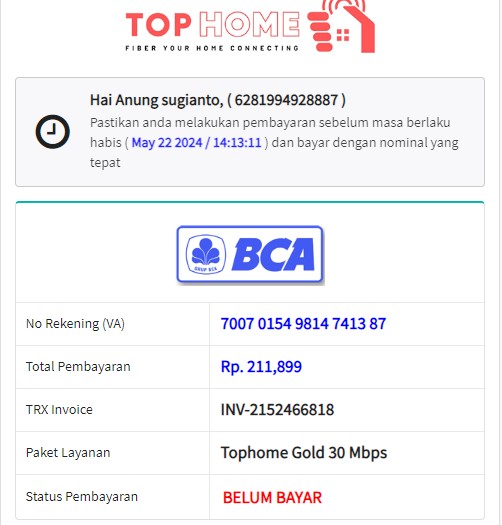 TOP HOME
FIBER YOUR HOME CONNECTING
Hai Anung sugianto, ( 6281994928887 )
Pastikan anda melakukan pembayaran sebelum masa berlaku
habis ( May 22 2024 / 14:13:11 ) dan bayar dengan nominal yang
tepat
GRUP BCA
BCA
No Rekening (VA) 7007 0154 9814 7413 87
Total Pembayaran Rp. 211,899
TRX Invoice INV-2152466818
Paket Layanan Tophome Gold 30 Mbps
Status Pembayaran BELUM BAYAR